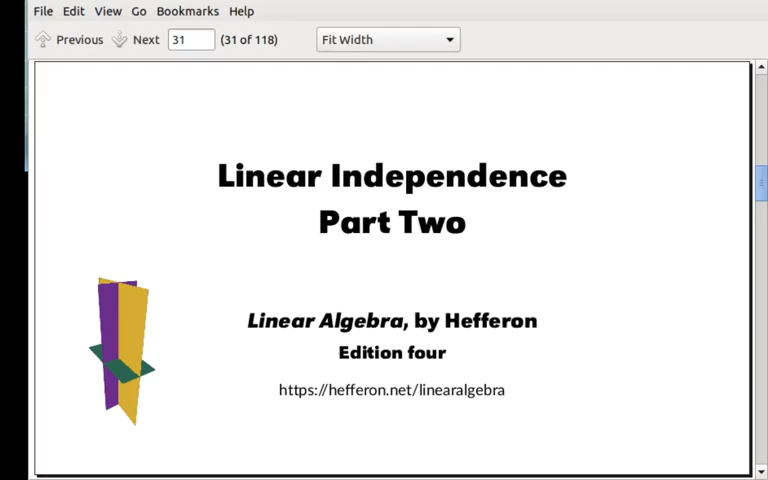 File Edit View Go Bookmarks Help
Previous Next 31 (31 of 118) Fit Width
Linear Independence
Part Two
Linear Algebra, by Hefferon
Edition four
https://hefferon.net/linearalgebra